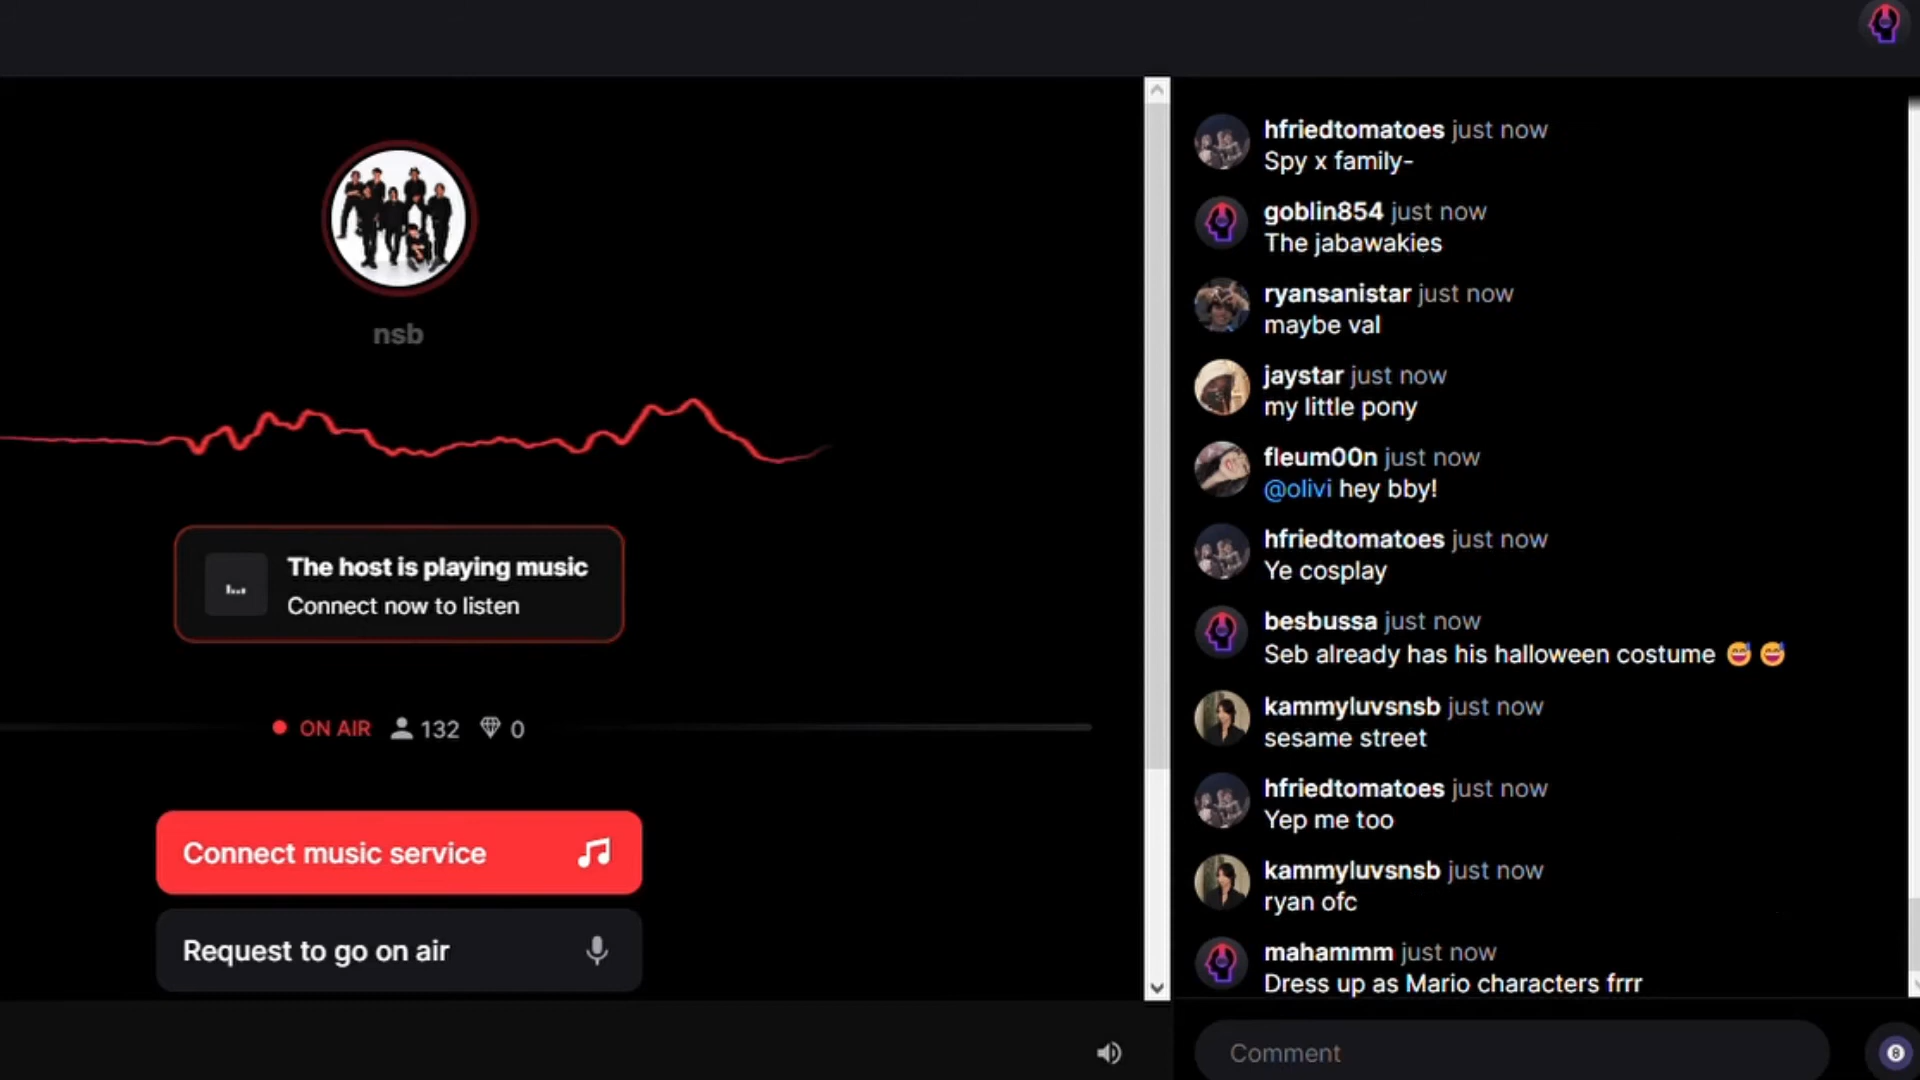 nsb
The host is playing music
Connect now to listen
ON AIR 132 0
Connect music service
Request to go on air
hfriedtomatoes just now
Spy x family-
goblin854 just now
The jabawakies
ryansanistar just now
maybe val
jaystar just now
my little pony
fleum00n just now
@olivi hey bby!
hfriedtomatoes just now
Ye cosplay
besbussa just now
Seb already has his halloween costume 😅 😅
kammyluvsnsb just now
sesame street
hfriedtomatoes just now
Yep me too
kammyluvsnsb just now
ryan ofc
mahammm just now
Dress up as Mario characters frrr
Comment
8